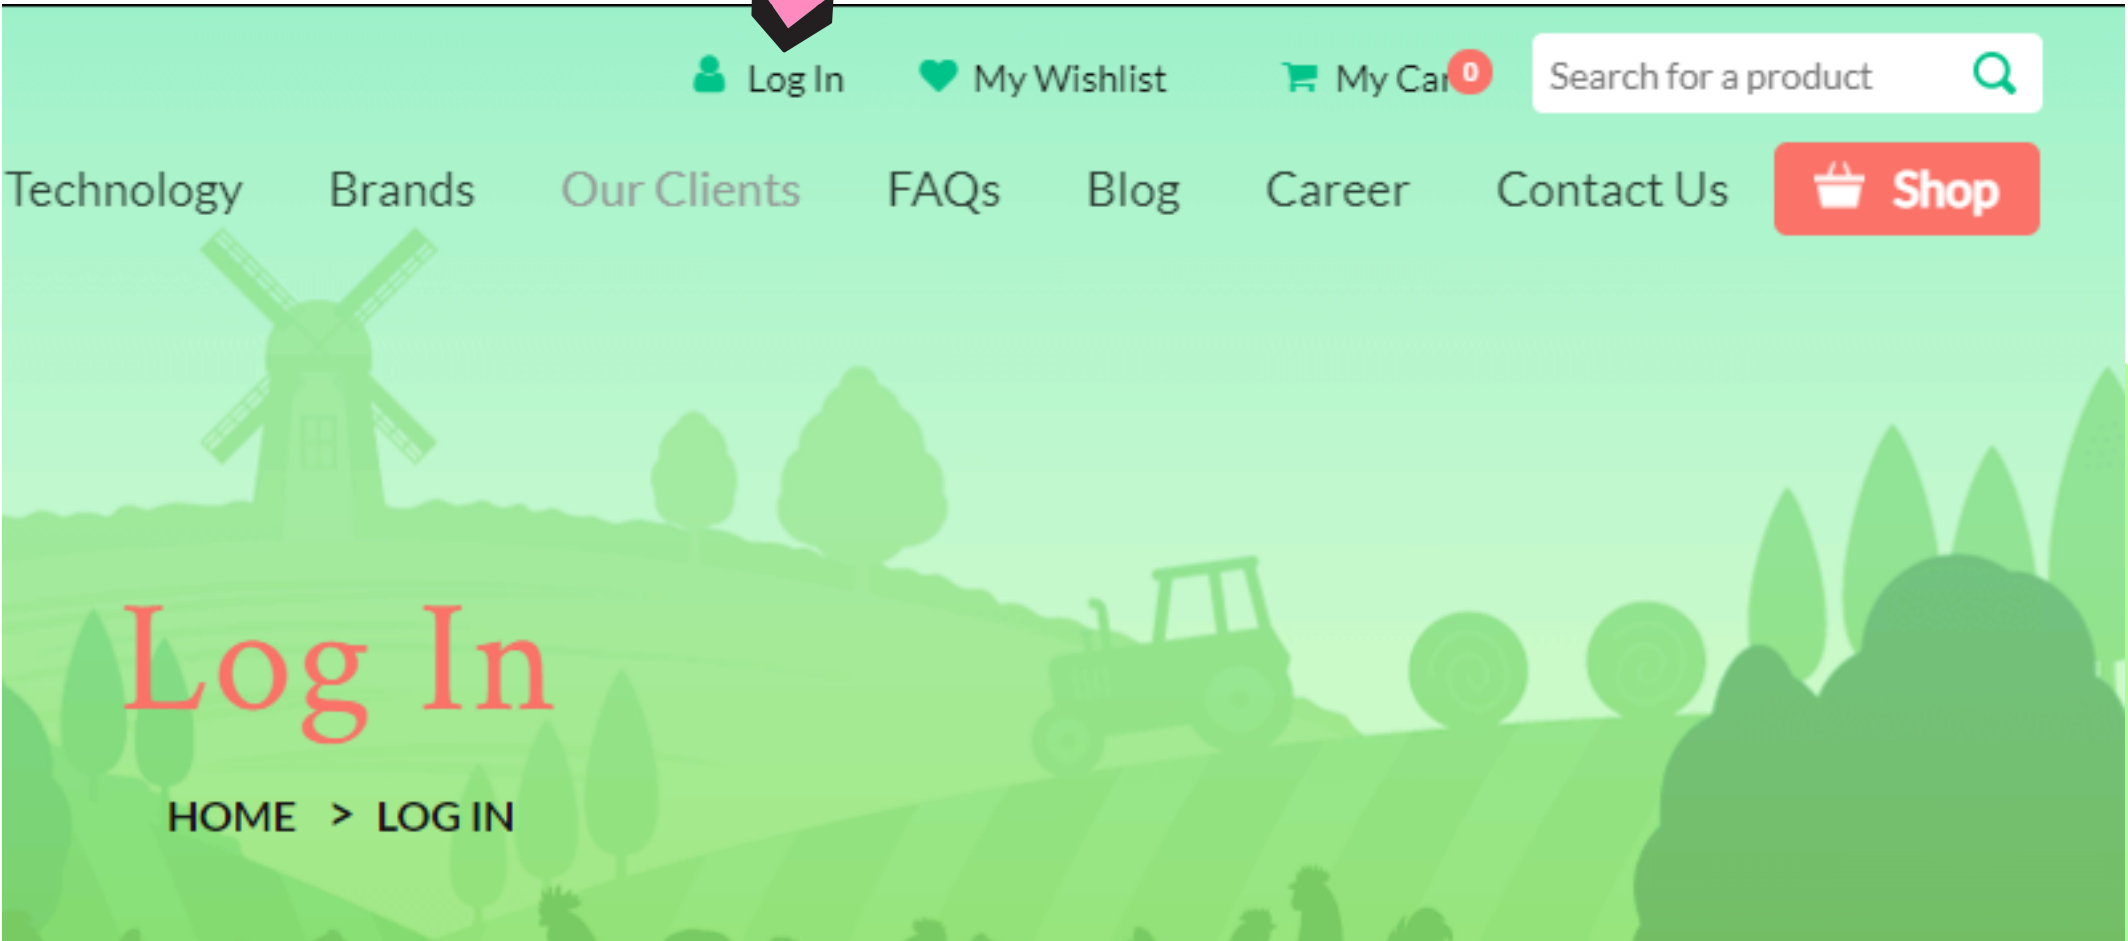 Log In My Wishlist My Car 0 Search for a product
Technology Brands Our Clients FAQs Blog Career Contact Us Shop
Log In
HOME > LOG IN